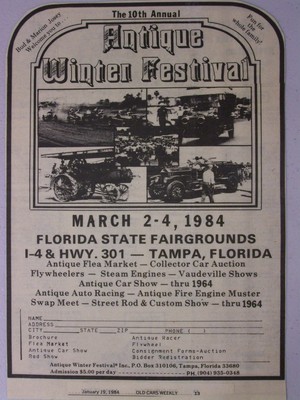 The 10th Annual
Rod & Marion Josey
Welcome you to
Fun for the
whole family!
Antique
Winter Festival
MARCH 2-4, 1984
FLORIDA STATE FAIRGROUNDS
I-4 & HWY. 301 — TAMPA, FLORIDA
Antique Flea Market — Collector Car Auction
Flywheelers — Steam Engines — Vaudeville Shows
Antique Car Show — thru 1964
Antique Auto Racing — Antique Fire Engine Muster
Swap Meet — Street Rod & Custom Show — thru 1964
NAME
ADDRESS
CITY STATE ZIP PHONE ( )
Brochure Antique Racer
Flea Market Flywheel
Antique Car Show Consignment Forms-Auction
Rod Show Bidder Registration
Antique Winter Festival Inc., P.O. Box 310106, Tampa, Florida 33680
Admission $5.00 per day PH. (904)
January 19, 1984 OLD CARS WEEKLY 23